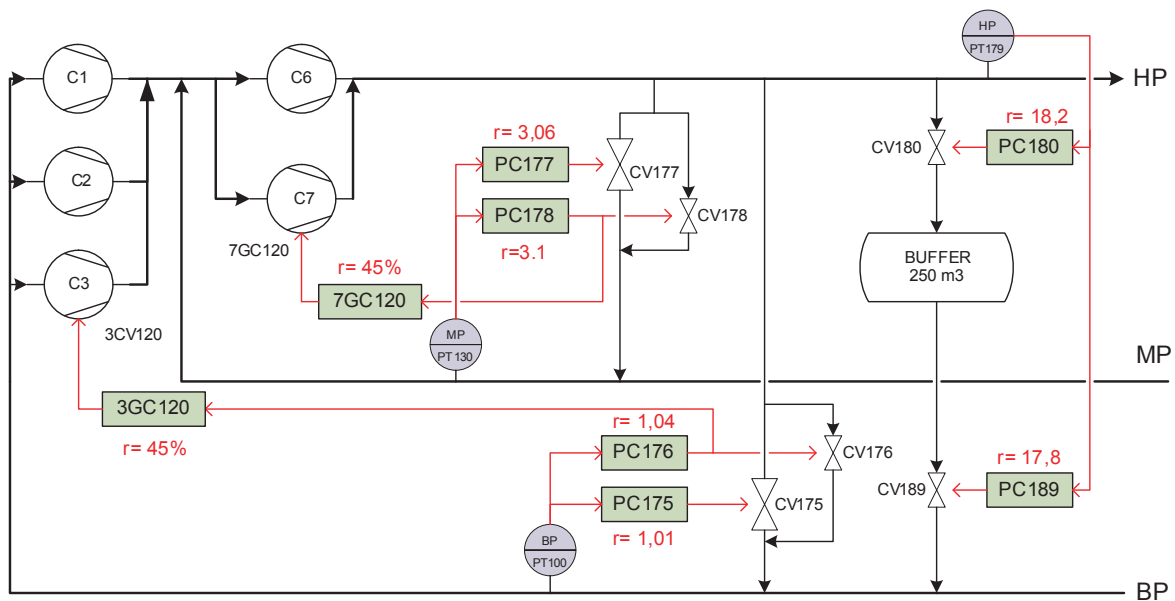 HP
PT179
C1
C6
HP
r= 3,06
r= 18,2
PC177
CV180
PC180
CV177
C2
C7
PC178
CV178
7GC120
r=3.1
r= 45%
BUFFER
250 m3
C3
7GC120
3CV120
MP
PT130
MP
3GC120
r= 1,04
r= 45%
PC176
CV176
r= 17,8
CV189
PC189
PC175
CV175
r= 1,01
BP
PT100
BP